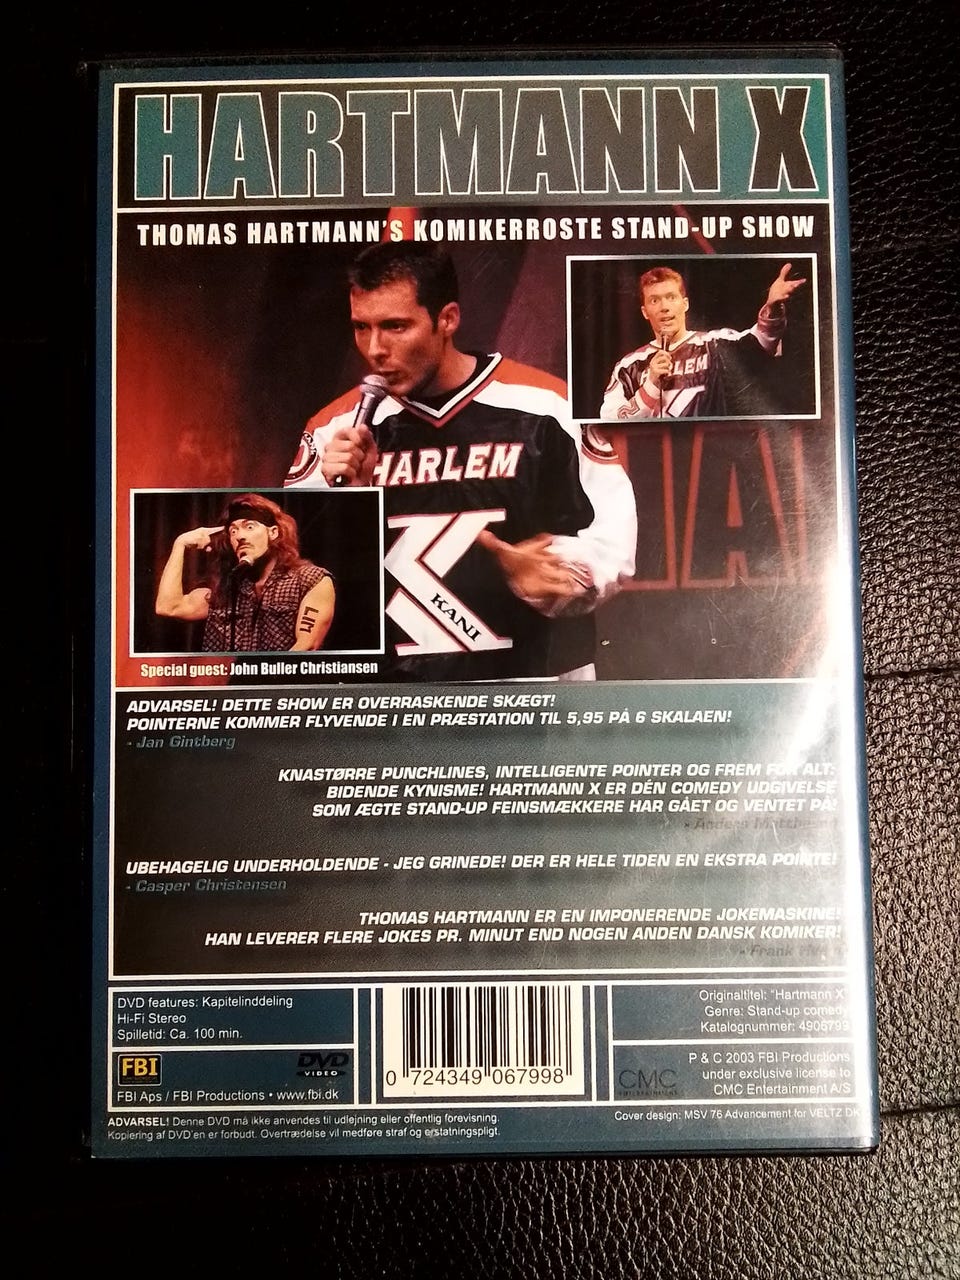 HARTMANN X
THOMAS HARTMANN'S KOMIKERROSTE STAND-UP SHOW
HARLEM
HARLEM
KANI
LIM
Special guest: John Buller Christiansen
ADVARSEL! DETTE SHOW ER OVERRASKENDE SKÆGT!
POINTERNE KOMMER FLYVENDE I EN PRÆSTATION TIL 5,95 PÅ 6 SKALAEN!
- Jan Gintberg
KNASTØRRE PUNCHLINES, INTELLIGENTE POINTER OG FREM FOR ALT:
BIDENDE KYNISME! HARTMANN X ER DÉN COMEDY UDGIVELSE
SOM ÆGTE STAND-UP FEINSMÆKKERE HAR GÅET OG VENTET PÅ!
- Anders Matthesen
UBEHAGELIG UNDERHOLDENDE - JEG GRINEDE! DER ER HELE TIDEN EN EKSTRA POINTE!
- Casper Christensen
THOMAS HARTMANN ER EN IMPONERENDE JOKEMASKINE!
HAN LEVERER FLERE JOKES PR. MINUT END NOGEN ANDEN DANSK KOMIKER!
- Frank
DVD features: Kapitelinddeling
Hi-Fi Stereo
Spilletid: Ca. 100 min.
FBI
DVD
VIDEO
FBI Aps / FBI Productions • www.fbi.dk
0 724349 067998
Originaltitel: "Hartmann X"
Genre: Stand-up comedy
Katalognummer: 4906799
CMC
P & C 2003 FBI Productions
under exclusive license to
CMC Entertainment A/S
ADVARSEL! Denne DVD må ikke anvendes til udlejning eller offentlig forevisning.
Kopiering af DVD'en er forbudt. Overtrædelse vil medføre straf og erstatningspligt.
Cover design: MSV 76 Advancement for VELTZ DK